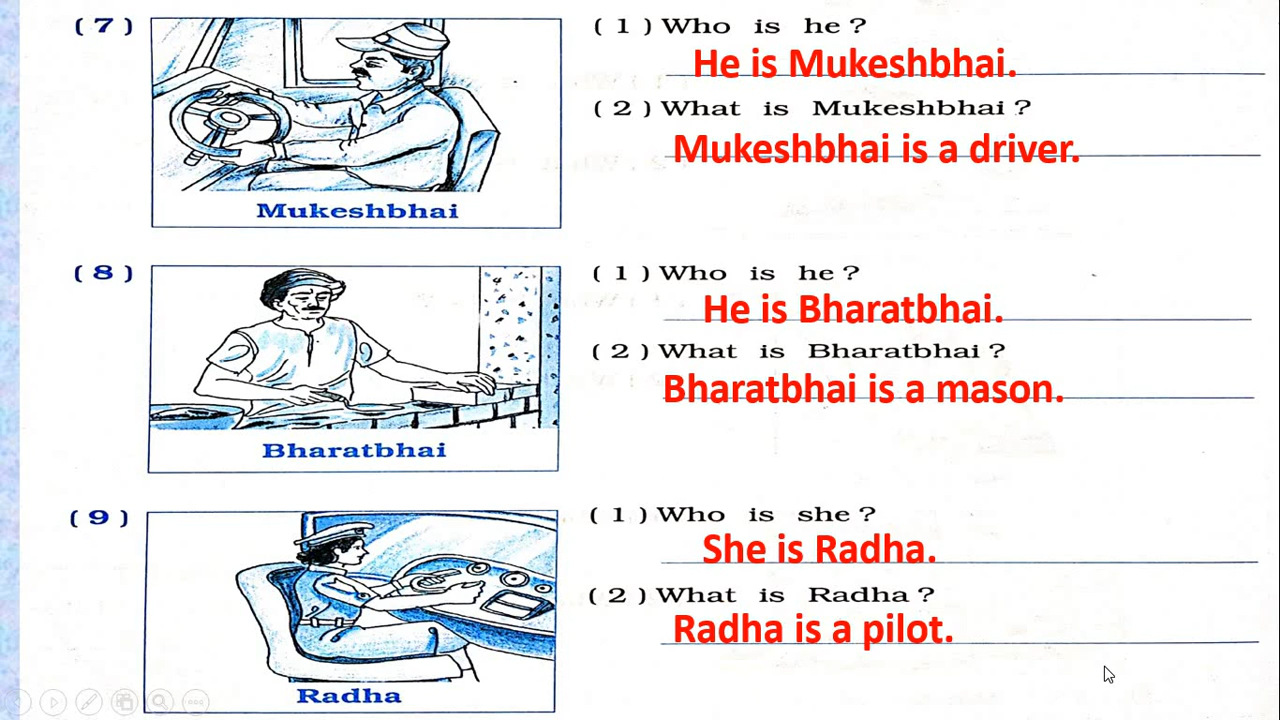 (7)
(1) Who is he?
He is Mukeshbhai.
(2) What is Mukeshbhai?
Mukeshbhai is a driver.
Mukeshbhai
(8)
(1) Who is he?
He is Bharatbhai.
(2) What is Bharatbhai?
Bharatbhai is a mason.
Bharatbhai
(9)
(1) Who is she?
She is Radha.
(2) What is Radha?
Radha is a pilot.
Radha